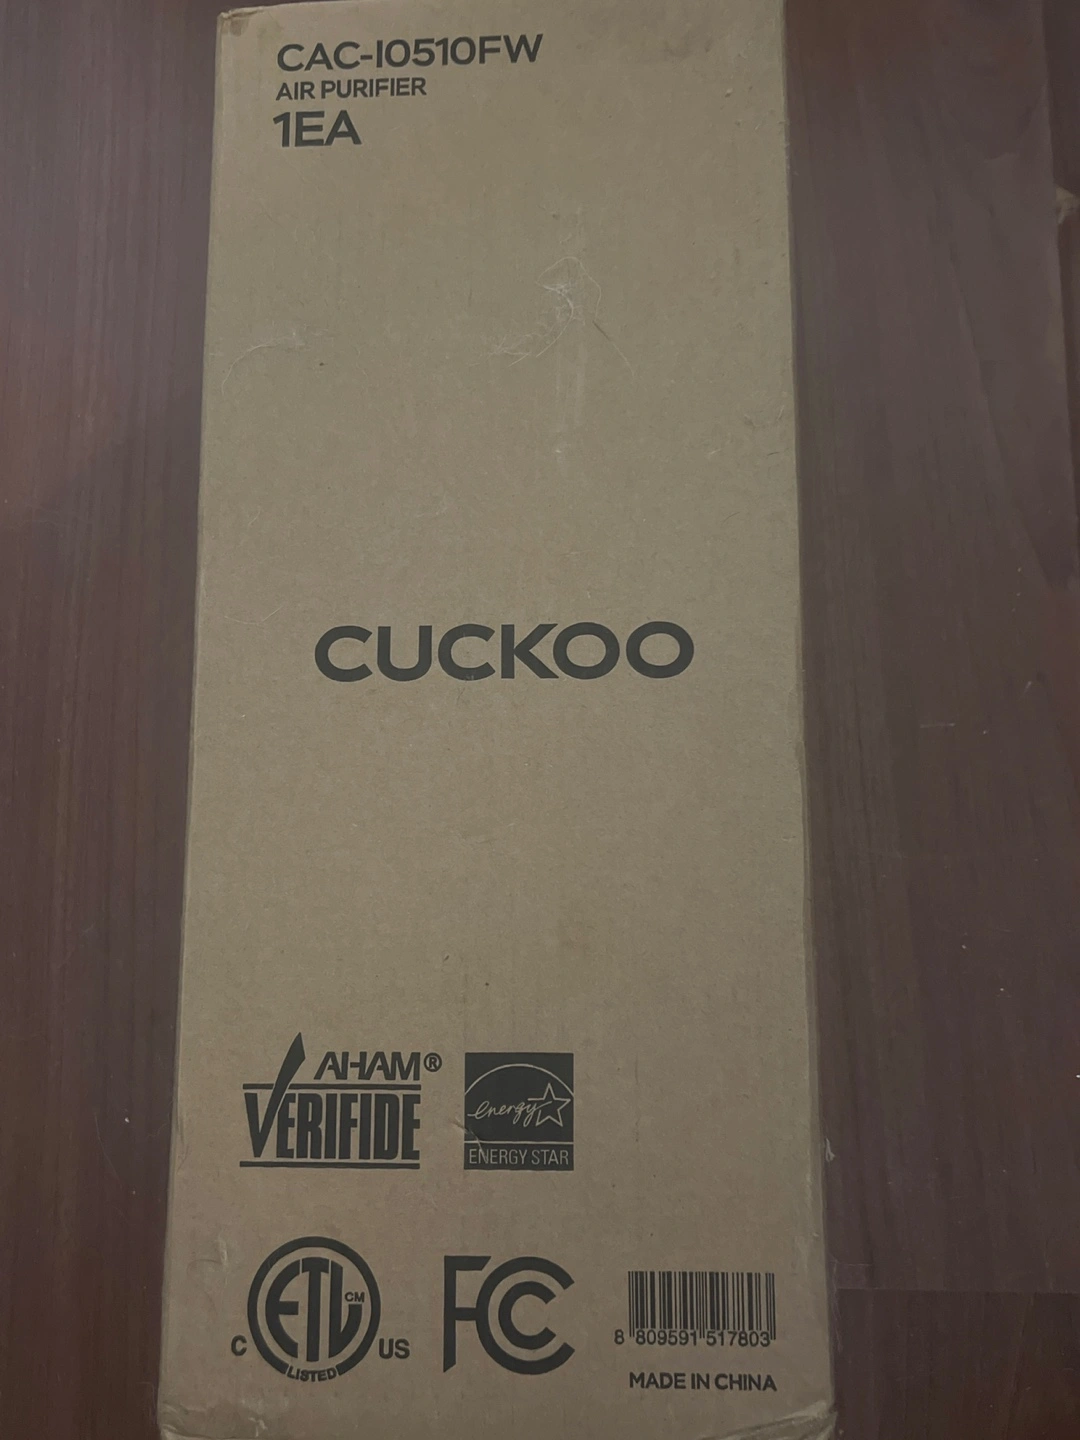 CAC-I0510FW
AIR PURIFIER
1EA
CUCKOO
AHAM®
VERIFIDE
energy
ENERGY STAR
C ETL CM US
LISTED
FC
8 809591 517803
MADE IN CHINA